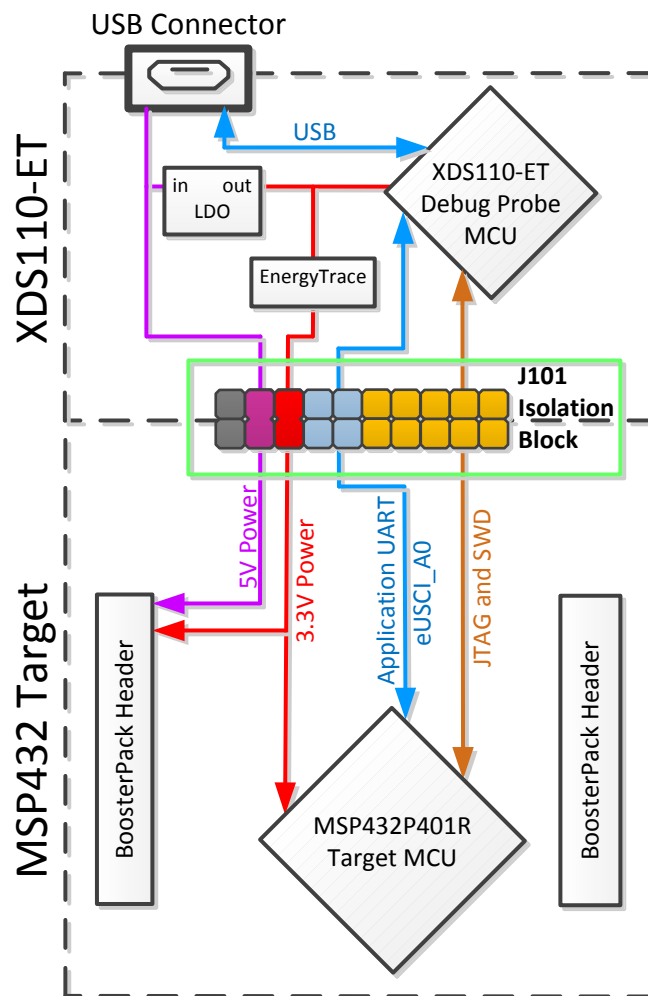 USB Connector
XDS110-ET
USB
in out
LDO
XDS110-ET
Debug Probe
MCU
EnergyTrace
J101
Isolation
Block
MSP432 Target
5V Power
3.3V Power
Application UART
eUSCI_A0
JTAG and SWD
BoosterPack Header
BoosterPack Header
MSP432P401R
Target MCU